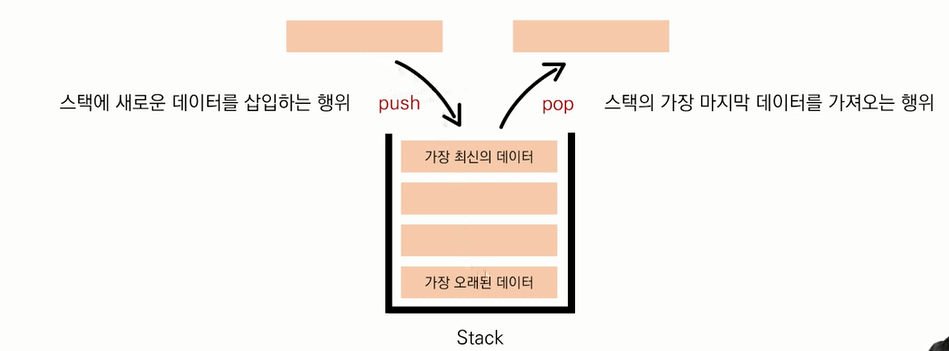 스택에 새로운 데이터를 삽입하는 행위
push
pop
스택의 가장 마지막 데이터를 가져오는 행위
가장 최신의 데이터
가장 오래된 데이터
Stack